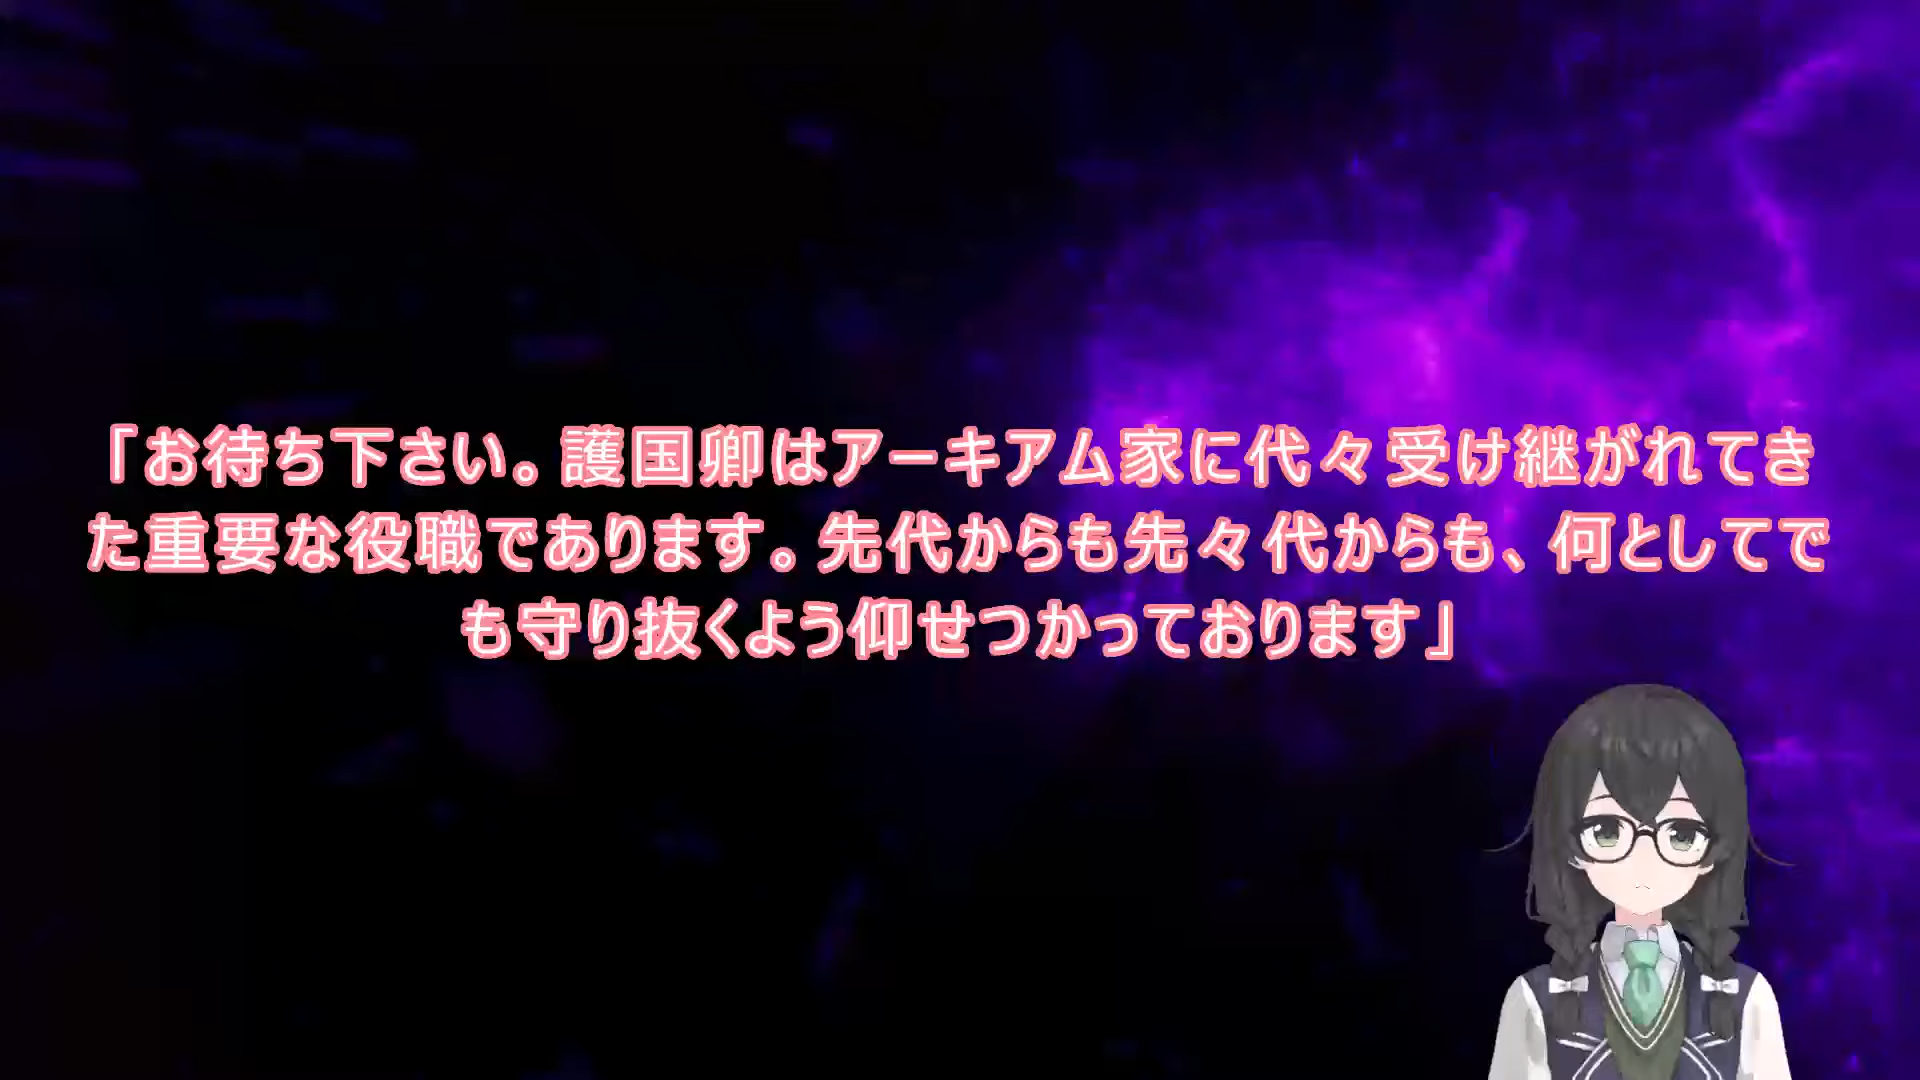 「お待ち下さい。護国卿はアーキアム家に代々受け継がれてき
た重要な役職であります。先代からも先々代からも、何としてで
も守り抜くよう仰せつかっております」